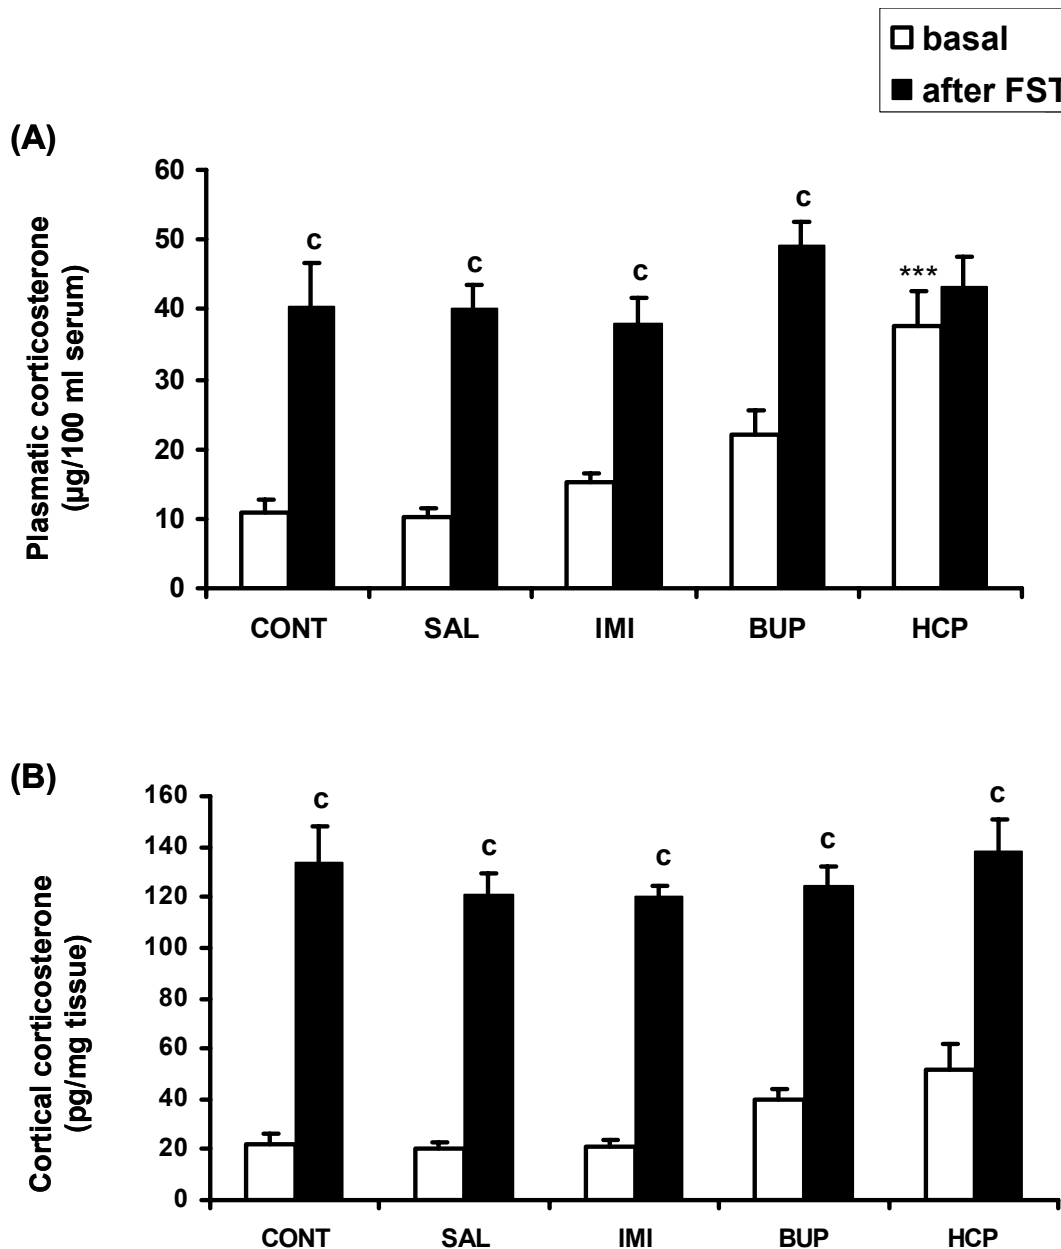 basal
after FST
(A)
Plasmatic corticosterone
(µg/100 ml serum)
60
50
40
30
20
10
0
c
c
c
c
***
CONT SAL IMI BUP HCP
(B)
Cortical corticosterone
(pg/mg tissue)
160
140
120
100
80
60
40
20
0
c
c
c
c
c
CONT SAL IMI BUP HCP